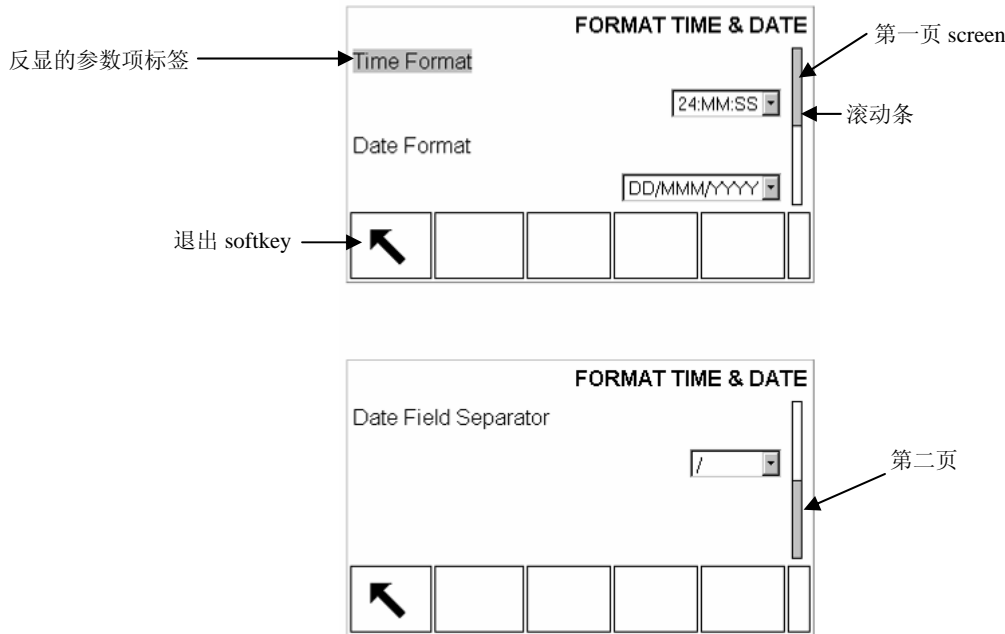 FORMAT TIME & DATE
第一页 screen
反显的参数项标签
Time Format
24:MM:SS
滚动条
Date Format
DD/MMM/YYYY
退出 softkey
FORMAT TIME & DATE
Date Field Separator
/
第二页